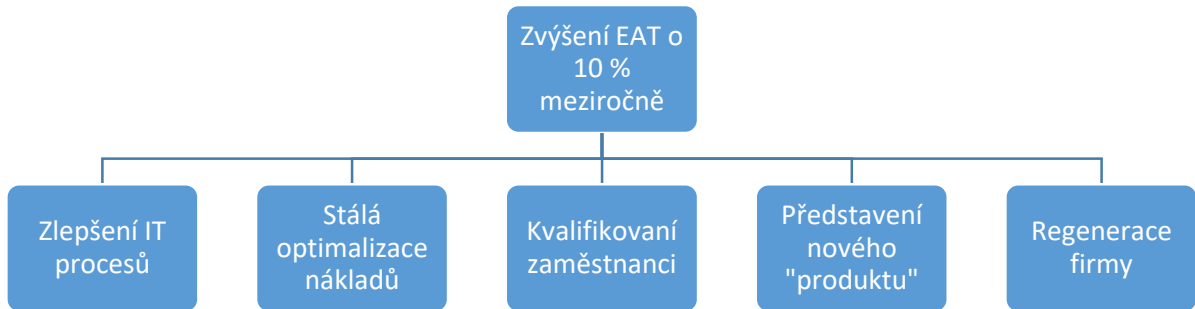 Zvýšení EAT o
10 %
meziročně
Zlepšení IT
procesů
Stálá
optimalizace
nákladů
Kvalifikovaní
zaměstnanci
Představení
nového
"produktu"
Regenerace
firmy